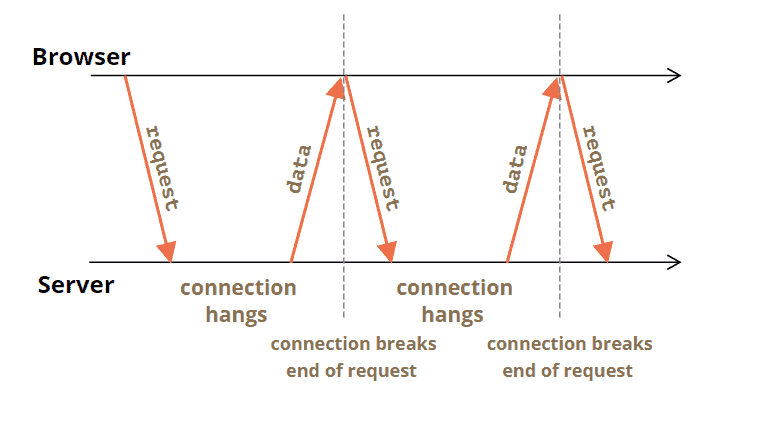 Browser
request
data
request
data
request
Server
connection
hangs
connection
hangs
connection breaks
end of request
connection breaks
end of request